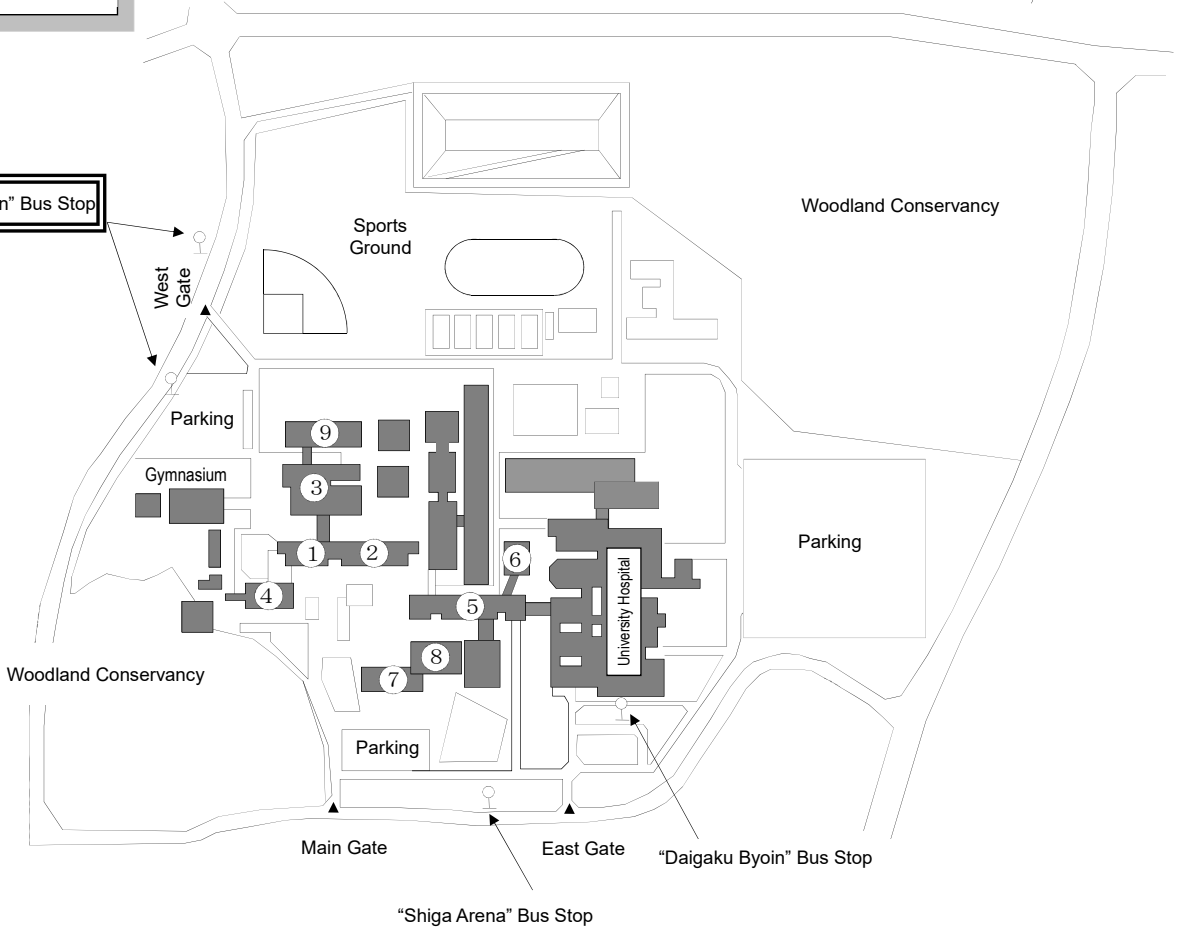 Woodland Conservancy
Bus Stop
Sports
Ground
West
Gate
Parking
9
Gymnasium
3
Parking
1
2
6
4
5
University Hospital
8
Woodland Conservancy
7
Parking
Main Gate
East Gate
“Daigaku Byoin” Bus Stop
“Shiga Arena” Bus Stop